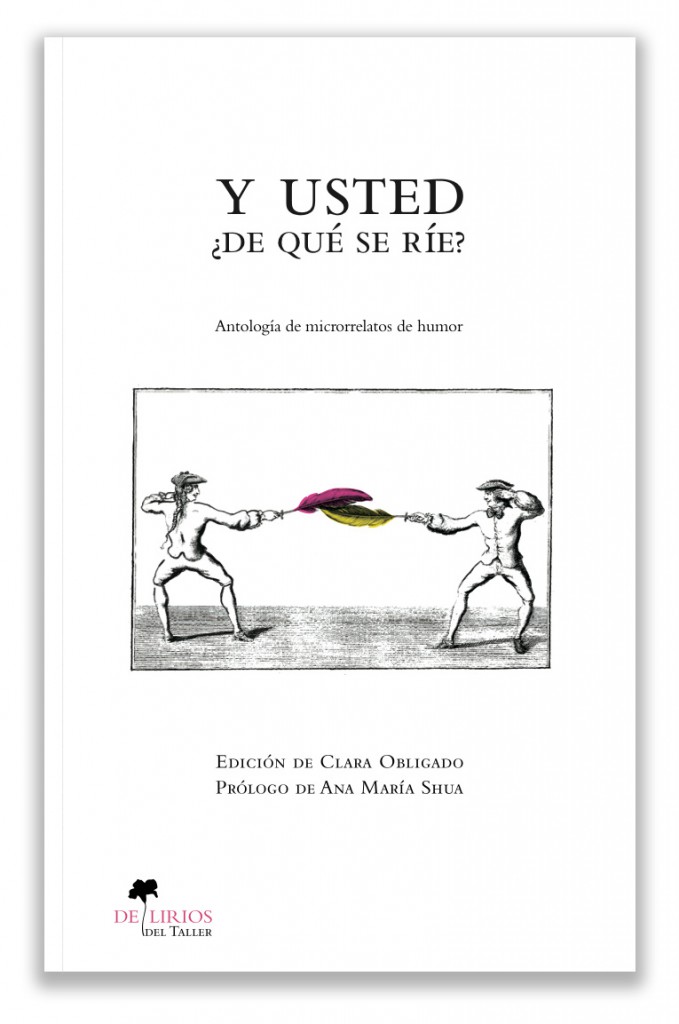 Y USTED
¿DE QUÉ SE RÍE?
Antología de microrrelatos de humor
EDICIÓN DE CLARA OBLIGADO
PRÓLOGO DE ANA MARÍA SHUA
DE LIRIOS
DEL TALLER